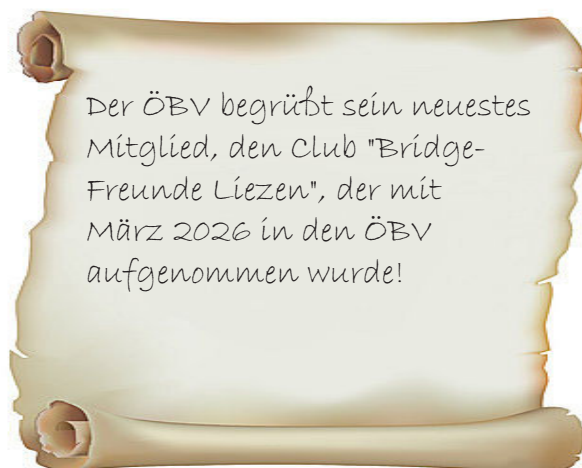 Der ÖBV begrüßt sein neuestes
Mitglied, den Club "Bridge-
Freunde Liezen", der mit
März 2026 in den ÖBV
aufgenommen wurde!